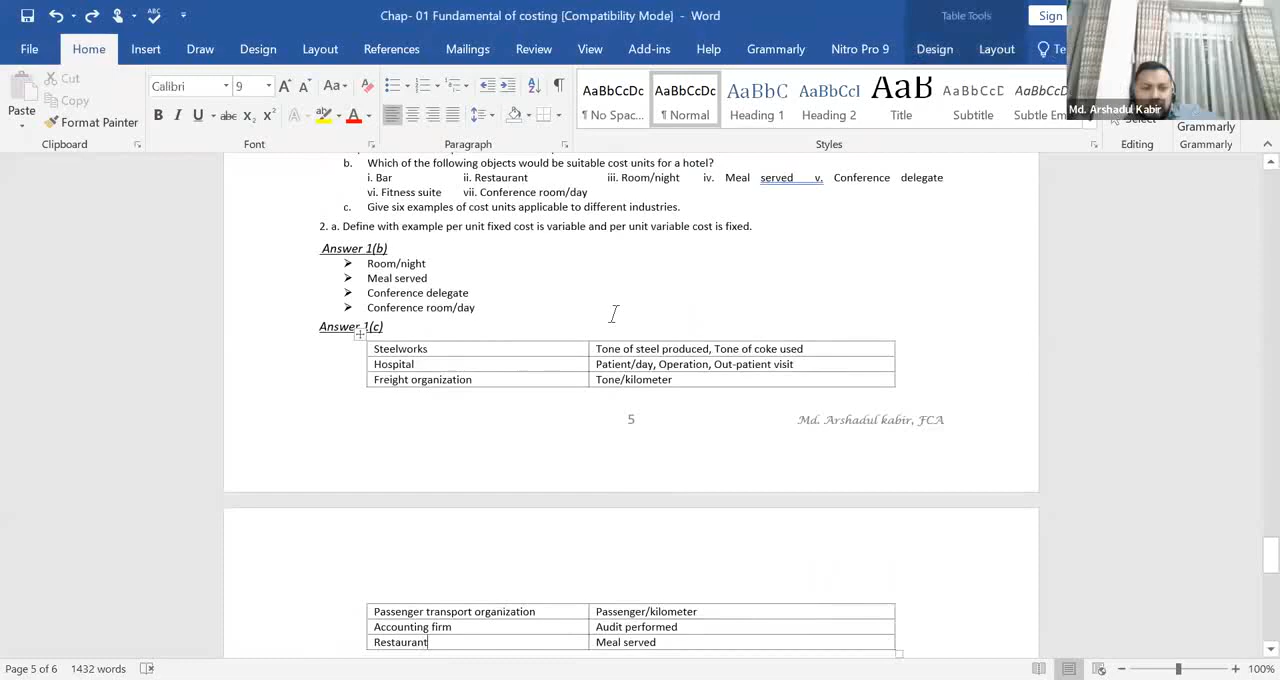 Chap- 01 Fundamental of costing [Compatibility Mode] - Word
Table Tools
Sign
File Home Insert Draw Design Layout References Mailings Review View Add-ins Help Grammarly Nitro Pro 9 Design Layout Te
Md. Arshadul Kabir
Paste
Cut
Copy
Format Painter
Calibri 9
Clipboard
Font
Paragraph
AaBbCcDc
¶ No Spac...
AaBbCcDc
¶ Normal
AaBbC
Heading 1
AaBbCcI
Heading 2
AaB
Title
AaBbCcD
Subtitle
AaBbCcDc
Subtle Em
Styles
Select
Editing
Grammarly
Grammarly
b. Which of the following objects would be suitable cost units for a hotel?
i. Bar ii. Restaurant iii. Room/night iv. Meal served v. Conference delegate
vi. Fitness suite vii. Conference room/day
c. Give six examples of cost units applicable to different industries.
2. a. Define with example per unit fixed cost is variable and per unit variable cost is fixed.
Answer 1(b)
➢ Room/night
➢ Meal served
➢ Conference delegate
➢ Conference room/day
Answer 1(c)
Steelworks Tone of steel produced, Tone of coke used
Hospital Patient/day, Operation, Out-patient visit
Freight organization Tone/kilometer
5 Md. Arshadul kabir, FCA
Passenger transport organization Passenger/kilometer
Accounting firm Audit performed
Restaurant Meal served
Page 5 of 6 1432 words 100%